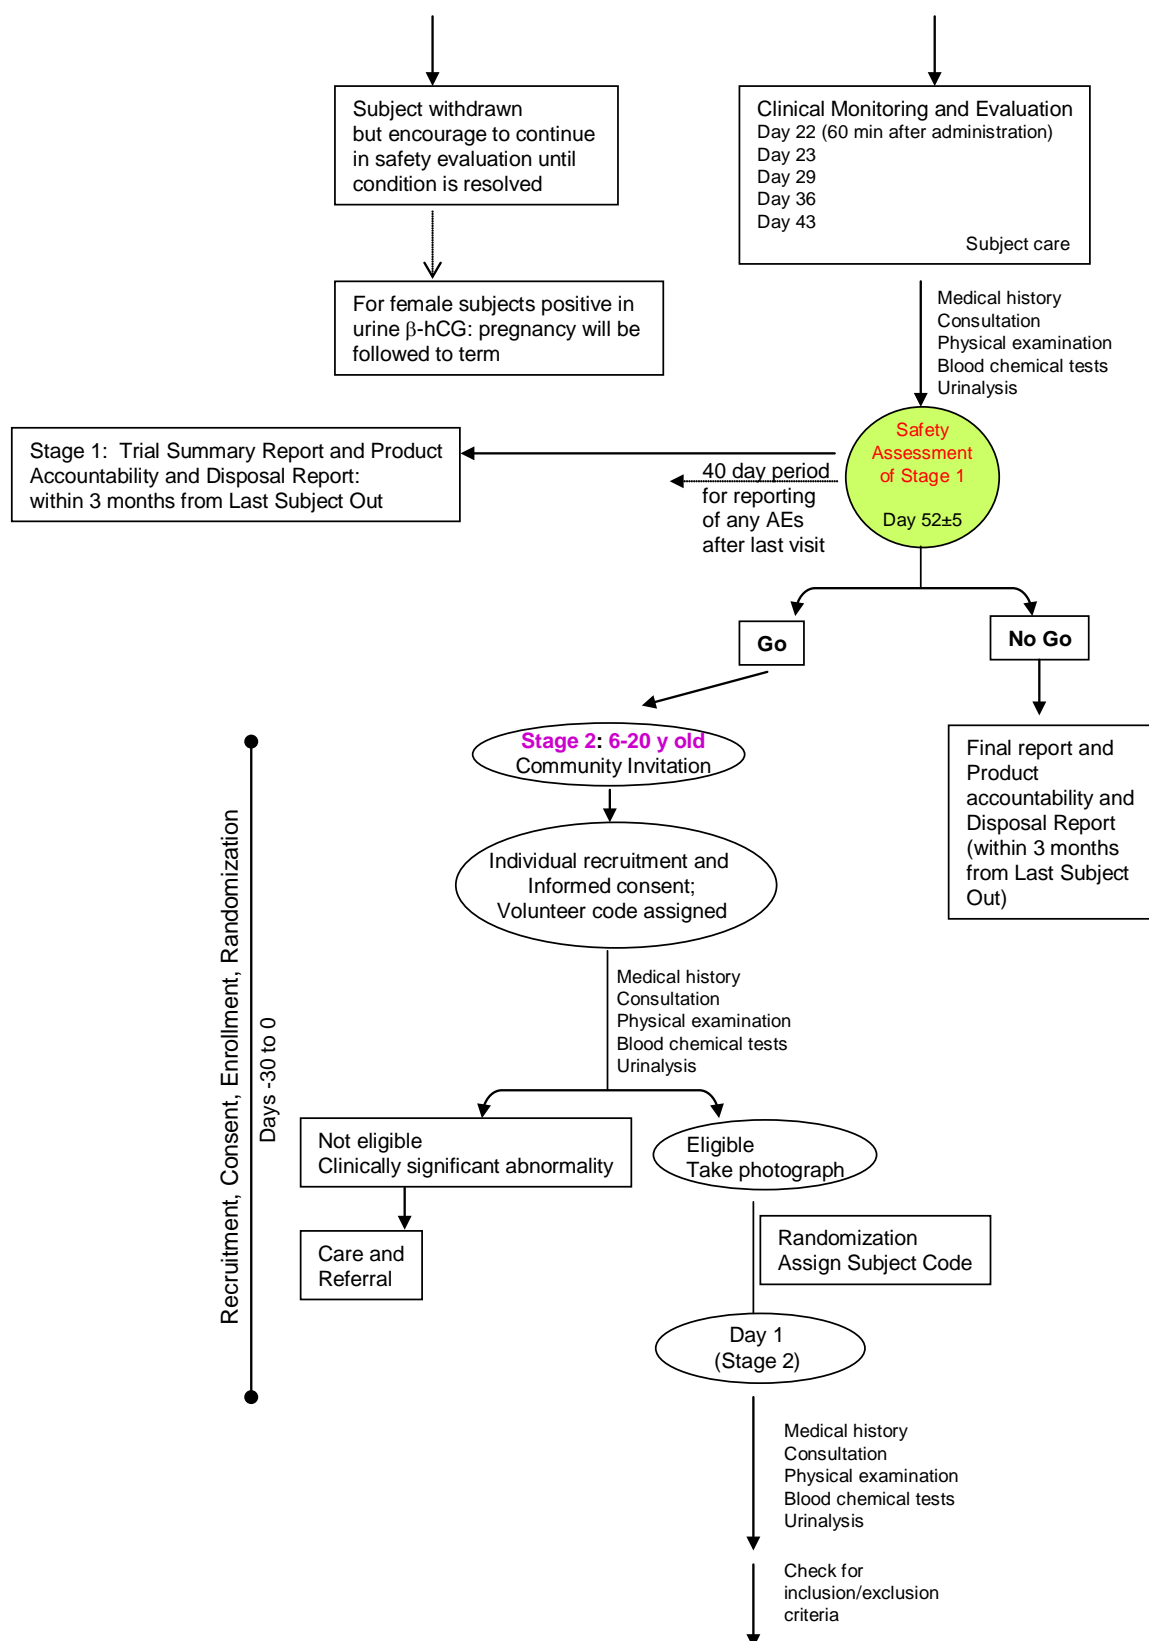 Subject withdrawn
but encourage to continue
in safety evaluation until
condition is resolved
Clinical Monitoring and Evaluation
Day 22 (60 min after administration)
Day 23
Day 29
Day 36
Day 43
Subject care
For female subjects positive in
urine β-hCG: pregnancy will be
followed to term
Medical history
Consultation
Physical examination
Blood chemical tests
Urinalysis
Stage 1: Trial Summary Report and Product
Accountability and Disposal Report:
within 3 months from Last Subject Out
40 day period
for reporting
of any AEs
after last visit
Safety
Assessment
of Stage 1
Day 52±5
Go
No Go
Stage 2: 6-20 y old
Community Invitation
Final report and
Product
accountability and
Disposal Report
(within 3 months
from Last Subject
Out)
Individual recruitment and
Informed consent;
Volunteer code assigned
Recruitment, Consent, Enrollment, Randomization
Days -30 to 0
Medical history
Consultation
Physical examination
Blood chemical tests
Urinalysis
Not eligible
Clinically significant abnormality
Eligible
Take photograph
Care and
Referral
Randomization
Assign Subject Code
Day 1
(Stage 2)
Medical history
Consultation
Physical examination
Blood chemical tests
Urinalysis
Check for
inclusion/exclusion
criteria